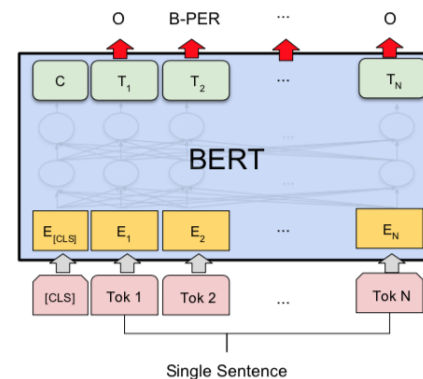 O B-PER ... O
C T1 T2 ... TN
...
BERT
...
E[CLS] E1 E2 ... EN
[CLS] Tok 1 Tok 2 ... Tok N
Single Sentence